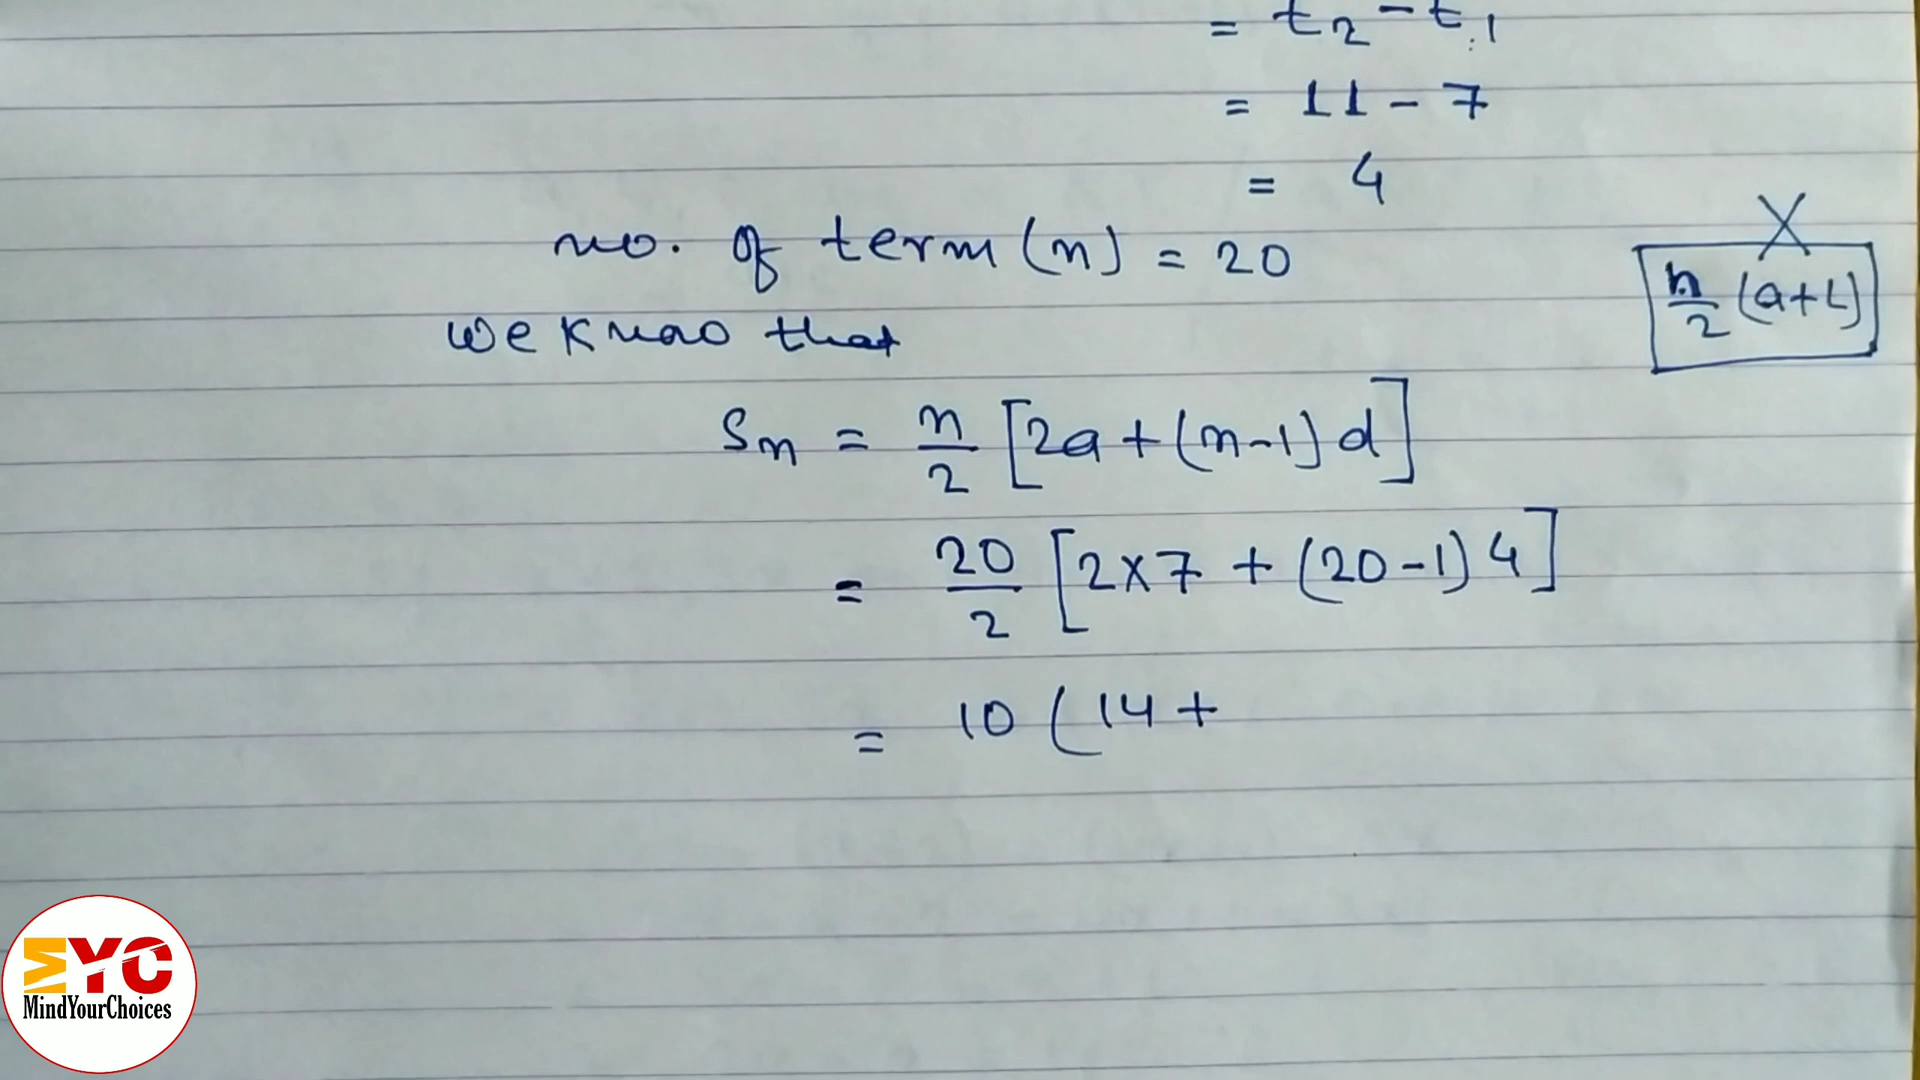 = t2 - t1
= 11 - 7
= 4
no. of term (n) = 20
X
n/2 (a+L)
we know that
Sn = n/2 [2a + (n-1) d]
= 20/2 [2x7 + (20-1) 4]
= 10 ( 14 +
MYC
MindYourChoices